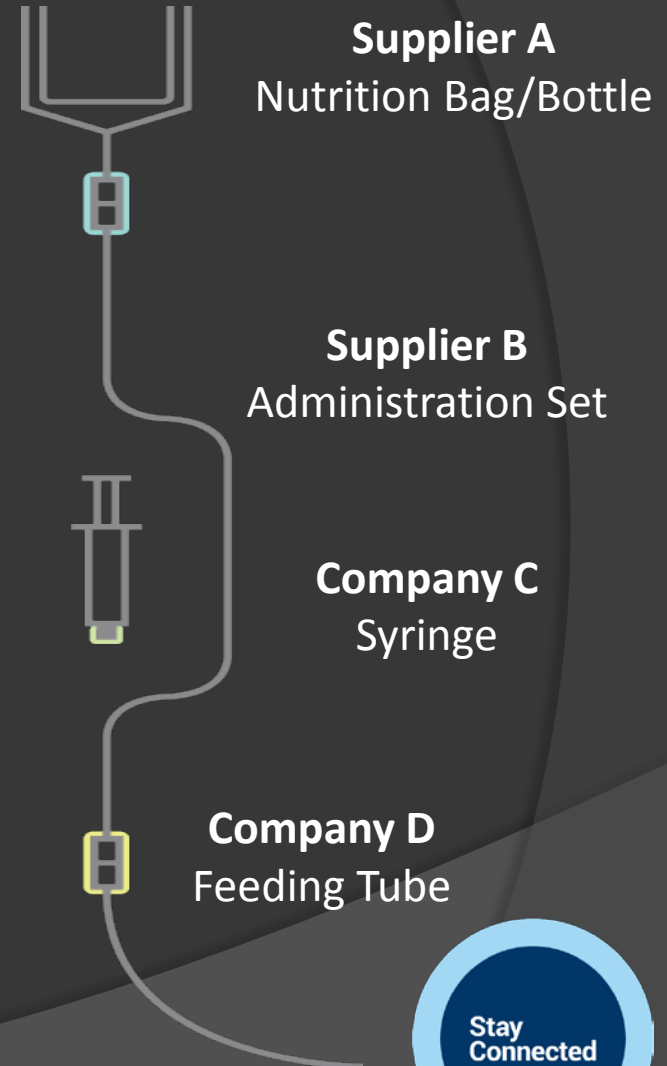 Supplier A
Nutrition Bag/Bottle
Supplier B
Administration Set
Company C
Syringe
Company D
Feeding Tube
Stay
Connected